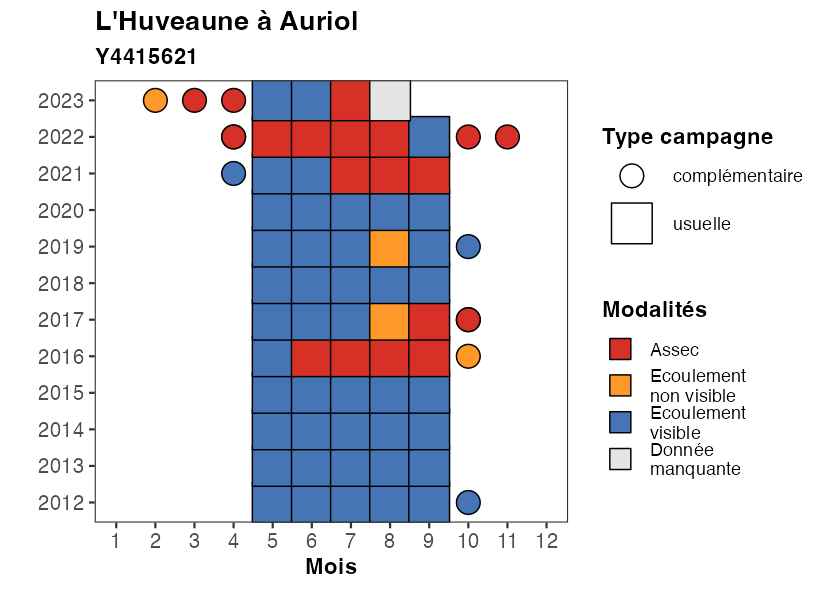 L'Huveaune à Auriol
Y4415621
2023
2022
2021
2020
2019
2018
2017
2016
2015
2014
2013
2012
1 2 3 4 5 6 7 8 9 10 11 12
Mois
Type campagne
complémentaire
usuelle
Modalités
Assec
Ecoulement
non visible
Ecoulement
visible
Donnée
manquante